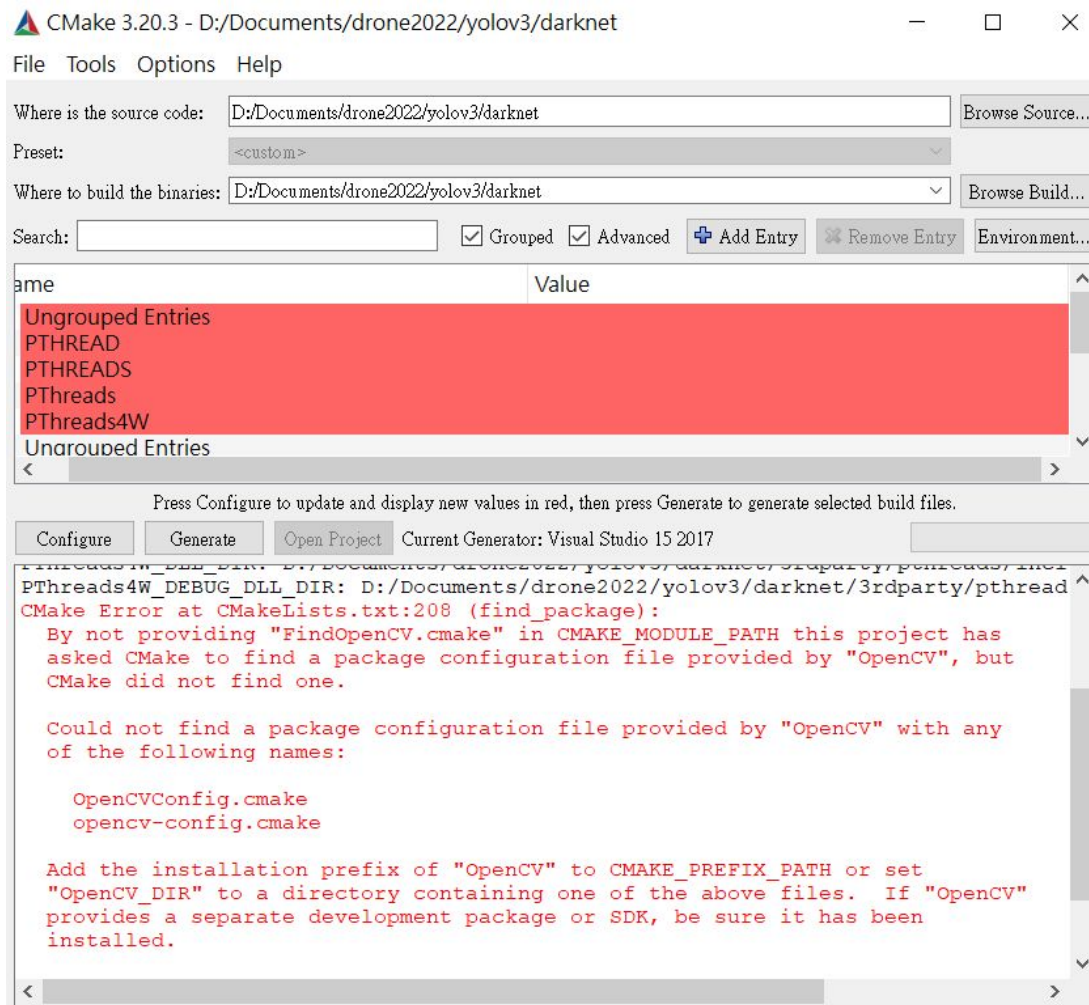 CMake 3.20.3 - D:/Documents/drone2022/yolov3/darknet
File Tools Options Help
Where is the source code: D:/Documents/drone2022/yolov3/darknet Browse Source...
Preset: <custom>
Where to build the binaries: D:/Documents/drone2022/yolov3/darknet Browse Build...
Search: Grouped Advanced Add Entry Remove Entry Environment...
ame Value
Ungrouped Entries
PTHREAD
PTHREADS
PThreads
PThreads4W
Ungrouped Entries
Press Configure to update and display new values in red, then press Generate to generate selected build files.
Configure Generate Open Project Current Generator: Visual Studio 15 2017
PThreads4W_DLL_DIR: D:/Documents/drone2022/yolov3/darknet/3rdparty/pthreads/incl
PThreads4W_DEBUG_DLL_DIR: D:/Documents/drone2022/yolov3/darknet/3rdparty/pthread
CMake Error at CMakeLists.txt:208 (find_package):
By not providing "FindOpenCV.cmake" in CMAKE_MODULE_PATH this project has
asked CMake to find a package configuration file provided by "OpenCV", but
CMake did not find one.
Could not find a package configuration file provided by "OpenCV" with any
of the following names:
OpenCVConfig.cmake
opencv-config.cmake
Add the installation prefix of "OpenCV" to CMAKE_PREFIX_PATH or set
"OpenCV_DIR" to a directory containing one of the above files. If "OpenCV"
provides a separate development package or SDK, be sure it has been
installed.